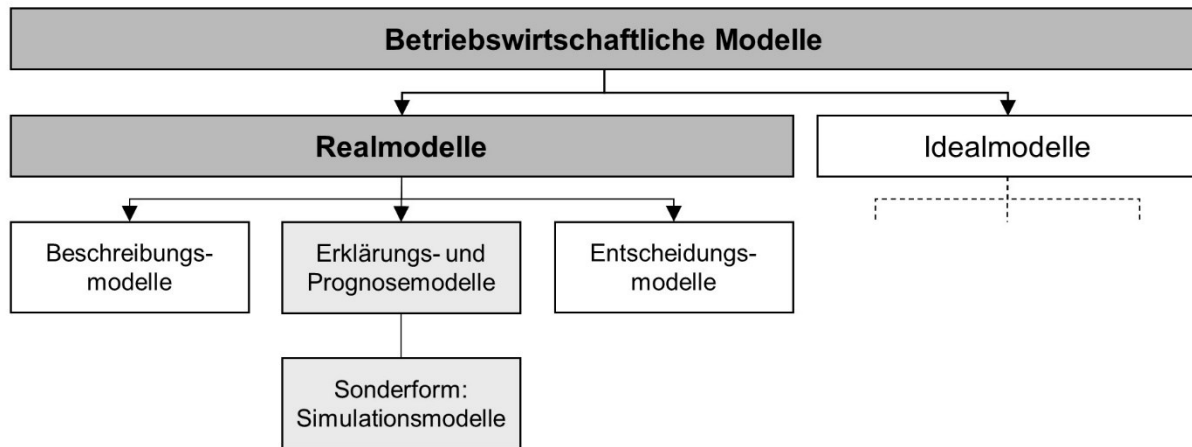 Betriebswirtschaftliche Modelle
Realmodelle
Idealmodelle
Beschreibungs-
modelle
Erklärungs- und
Prognosemodelle
Entscheidungs-
modelle
Sonderform:
Simulationsmodelle